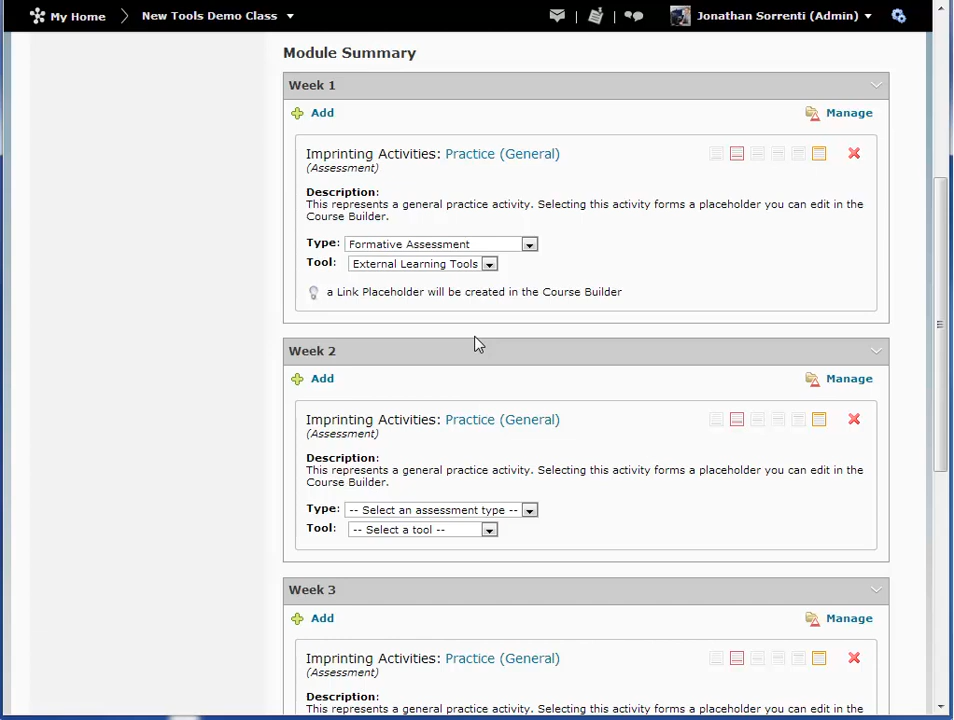 My Home New Tools Demo Class Jonathan Sorrenti (Admin)
Module Summary
Week 1
Add Manage
Imprinting Activities: Practice (General)
(Assessment)
Description:
This represents a general practice activity. Selecting this activity forms a placeholder you can edit in the
Course Builder.
Type: Formative Assessment
Tool: External Learning Tools
a Link Placeholder will be created in the Course Builder
Week 2
Add Manage
Imprinting Activities: Practice (General)
(Assessment)
Description:
This represents a general practice activity. Selecting this activity forms a placeholder you can edit in the
Course Builder.
Type: -- Select an assessment type --
Tool: -- Select a tool --
Week 3
Add Manage
Imprinting Activities: Practice (General)
(Assessment)
Description:
This represents a general practice activity. Selecting this activity forms a placeholder you can edit in the